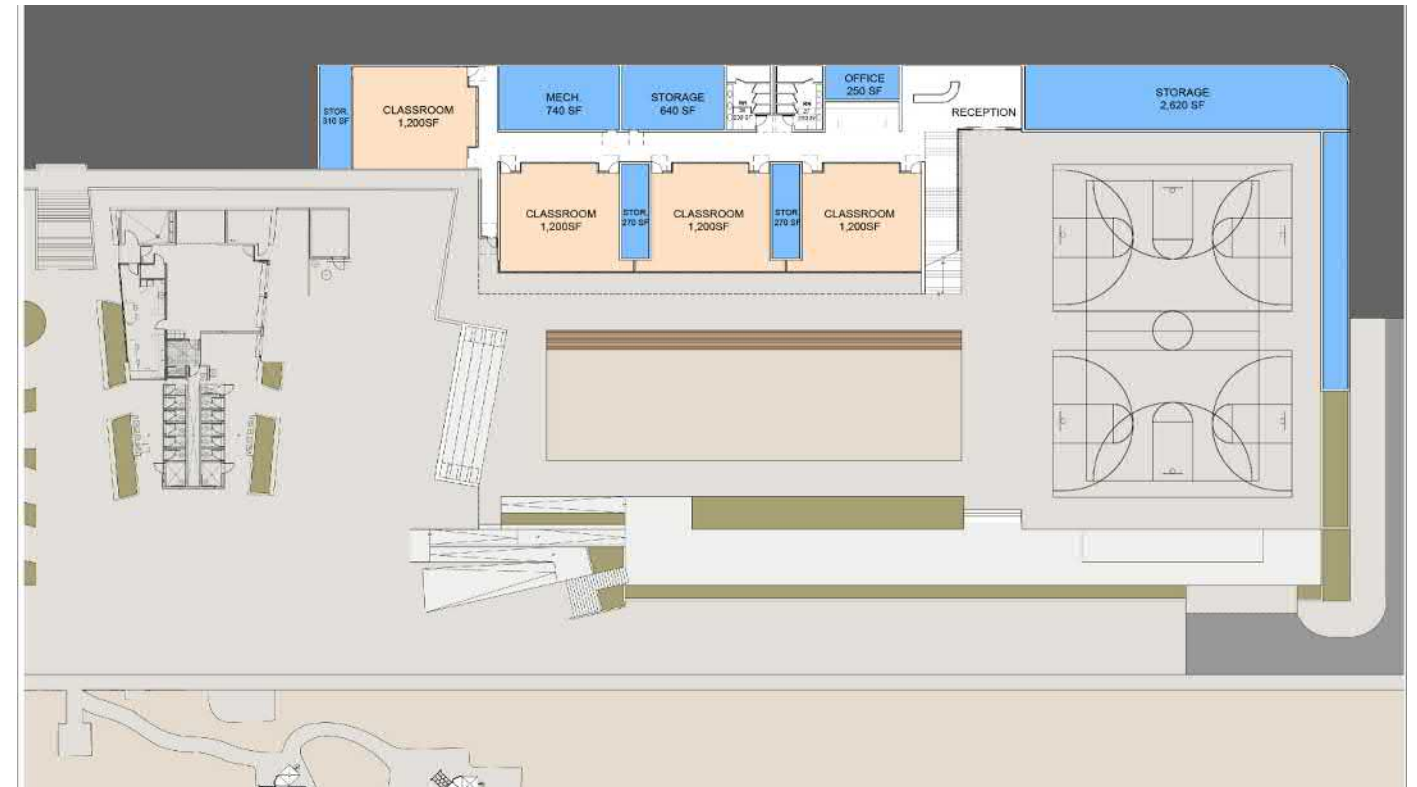 STOR.
310 SF
CLASSROOM
1,200SF
MECH.
740 SF
STORAGE
640 SF
OFFICE
250 SF
RECEPTION
STORAGE
2,620 SF
CLASSROOM
1,200SF
STOR.
270 SF
CLASSROOM
1,200SF
STOR.
270 SF
CLASSROOM
1,200SF